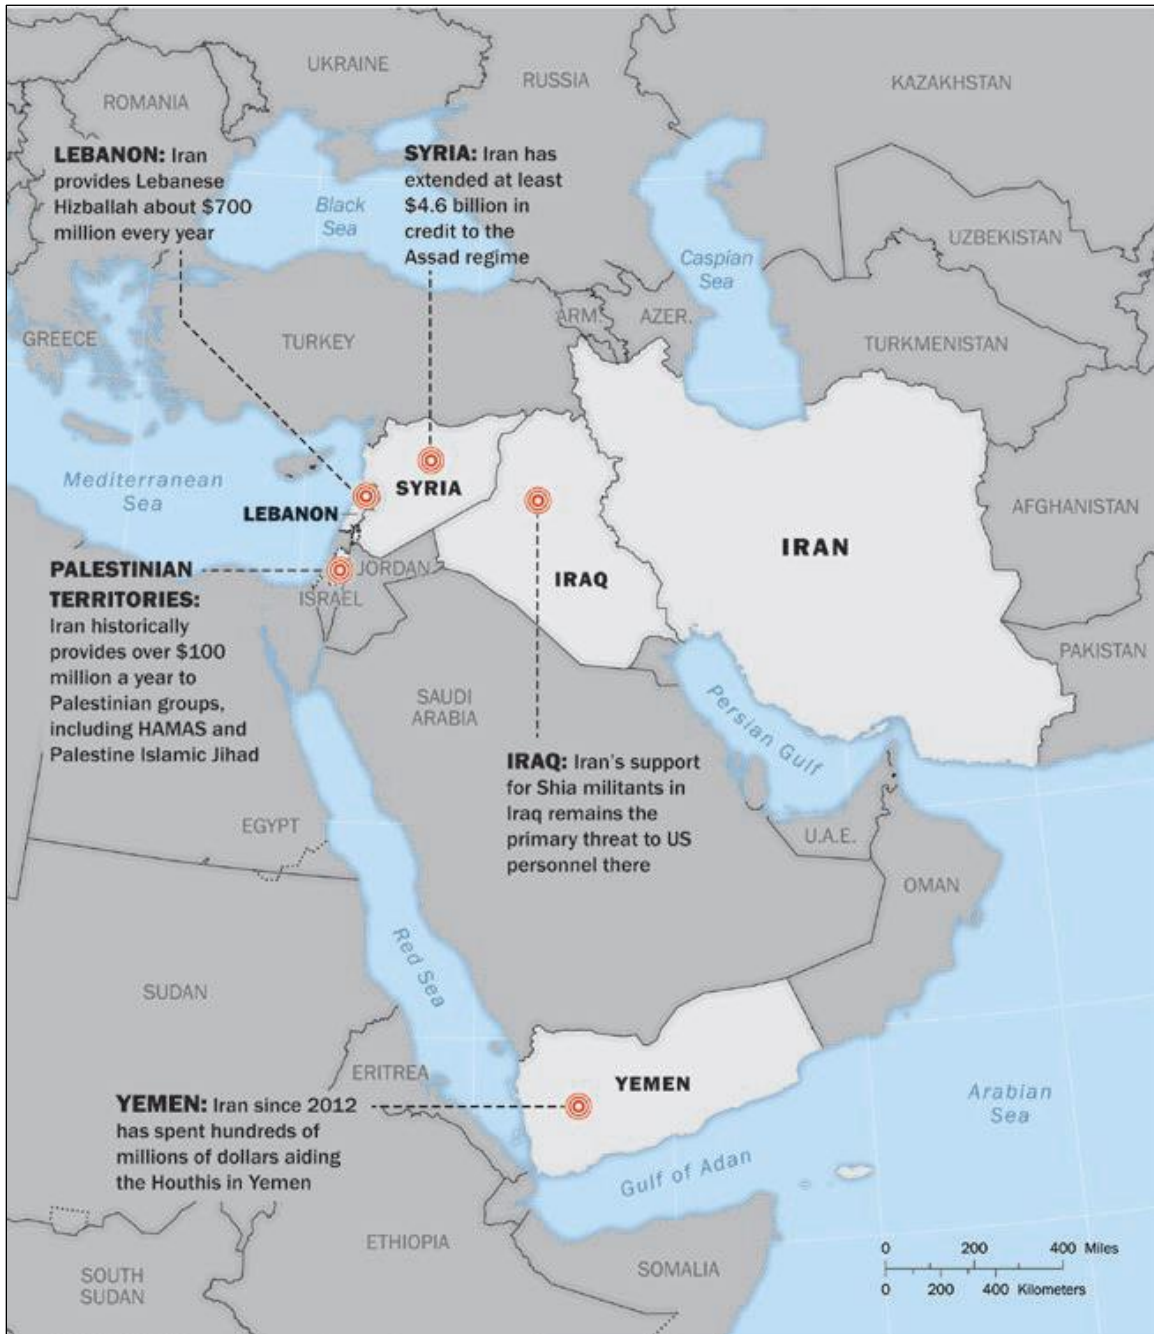 UKRAINE
RUSSIA
KAZAKHSTAN
ROMANIA
LEBANON: Iran
provides Lebanese
Hizballah about $700
million every year
SYRIA: Iran has
extended at least
$4.6 billion in
credit to the
Assad regime
Black
Sea
Caspian
Sea
UZBEKISTAN
GREECE
TURKEY
ARM.
AZER.
TURKMENISTAN
Mediterranean
Sea
SYRIA
LEBANON
AFGHANISTAN
IRAN
IRAQ
JORDAN
ISRAEL
PALESTINIAN
TERRITORIES:
Iran historically
provides over $100
million a year to
Palestinian groups,
including HAMAS and
Palestine Islamic Jihad
PAKISTAN
SAUDI
ARABIA
Persian Gulf
IRAQ: Iran's support
for Shia militants in
Iraq remains the
primary threat to US
personnel there
EGYPT
U.A.E.
OMAN
Red Sea
SUDAN
ERITREA
YEMEN
Arabian
Sea
YEMEN: Iran since 2012
has spent hundreds of
millions of dollars aiding
the Houthis in Yemen
Gulf of Adan
ETHIOPIA
SOMALIA
SOUTH
SUDAN
0 200 400 Miles
0 200 400 Kilometers